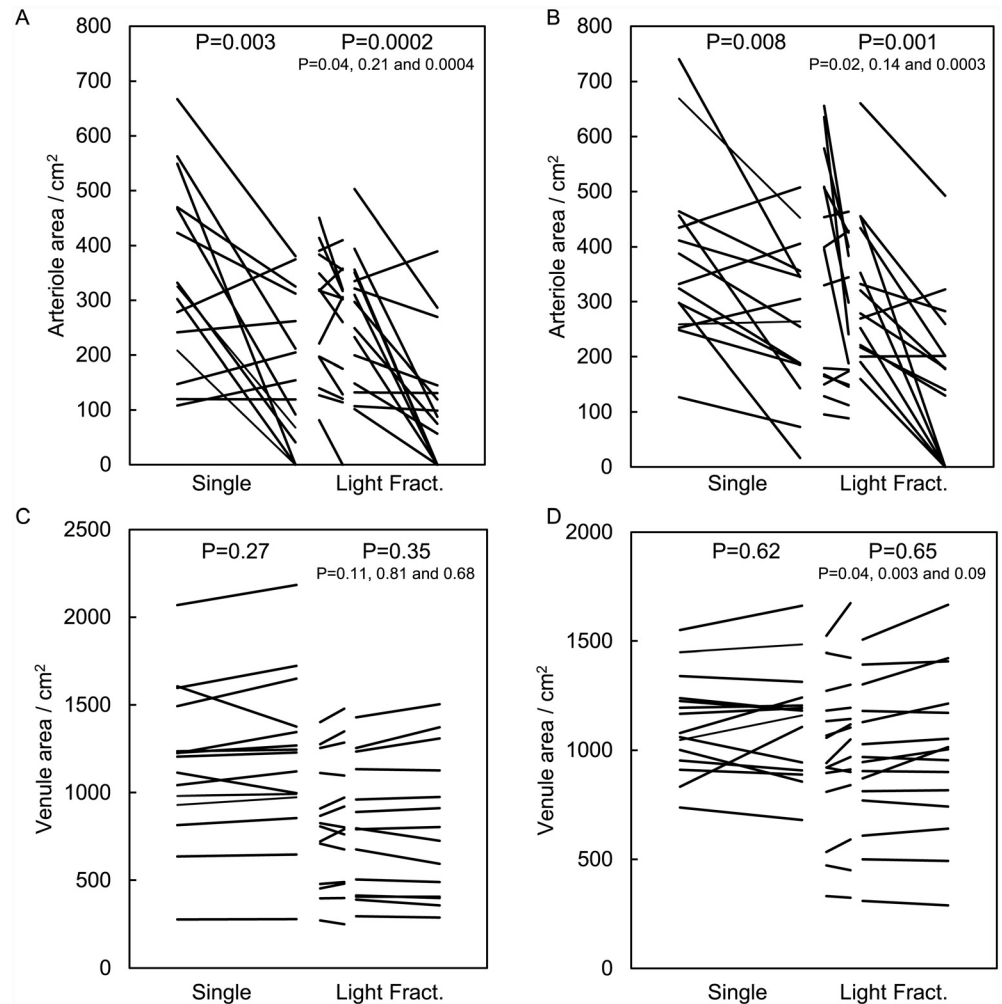 A
Arteriole area / cm²
800
700
600
500
400
300
200
100
0
P=0.003
P=0.0002
P=0.04, 0.21 and 0.0004
Single
Light Fract.
B
Arteriole area / cm²
800
700
600
500
400
300
200
100
0
P=0.008
P=0.001
P=0.02, 0.14 and 0.0003
Single
Light Fract.
C
Venule area / cm²
2500
2000
1500
1000
500
0
P=0.27
P=0.35
P=0.11, 0.81 and 0.68
Single
Light Fract.
D
Venule area / cm²
2000
1500
1000
500
0
P=0.62
P=0.65
P=0.04, 0.003 and 0.09
Single
Light Fract.